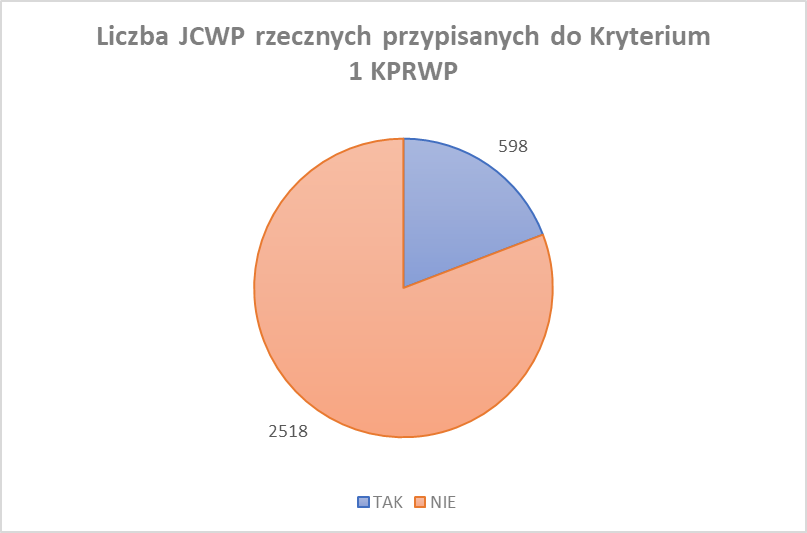 Liczba JCWP rzecznych przypisanych do Kryterium
1 KPRWP
598
2518
TAK NIE